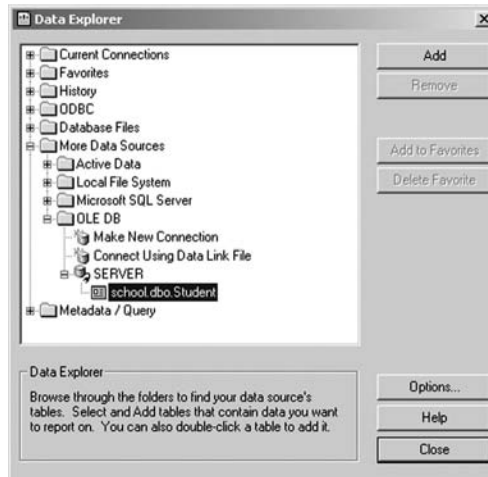 Data Explorer
Current Connections
Favorites
History
ODBC
Database Files
More Data Sources
Active Data
Local File System
Microsoft SQL Server
OLE DB
Make New Connection
Connect Using Data Link File
SERVER
school.dbo.Student
Metadata / Query
Add
Remove
Add to Favorites
Delete Favorite
Data Explorer
Browse through the folders to find your data source's
tables. Select and Add tables that contain data you want
to report on. You can also double-click a table to add it.
Options...
Help
Close